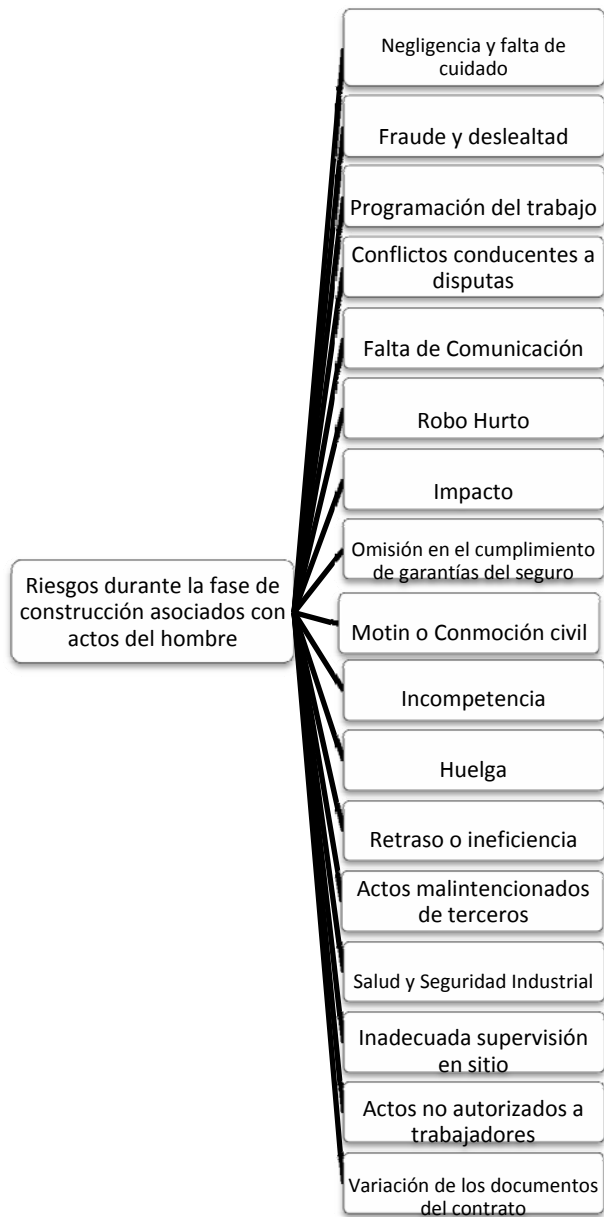 Negligencia y falta de
cuidado
Fraude y deslealtad
Programación del trabajo
Conflictos conducentes a
disputas
Falta de Comunicación
Robo Hurto
Impacto
Omisión en el cumplimiento
de garantías del seguro
Riesgos durante la fase de
construcción asociados con
actos del hombre
Motin o Conmoción civil
Incompetencia
Huelga
Retraso o ineficiencia
Actos malintencionados
de terceros
Salud y Seguridad Industrial
Inadecuada supervisión
en sitio
Actos no autorizados a
trabajadores
Variación de los documentos
del contrato